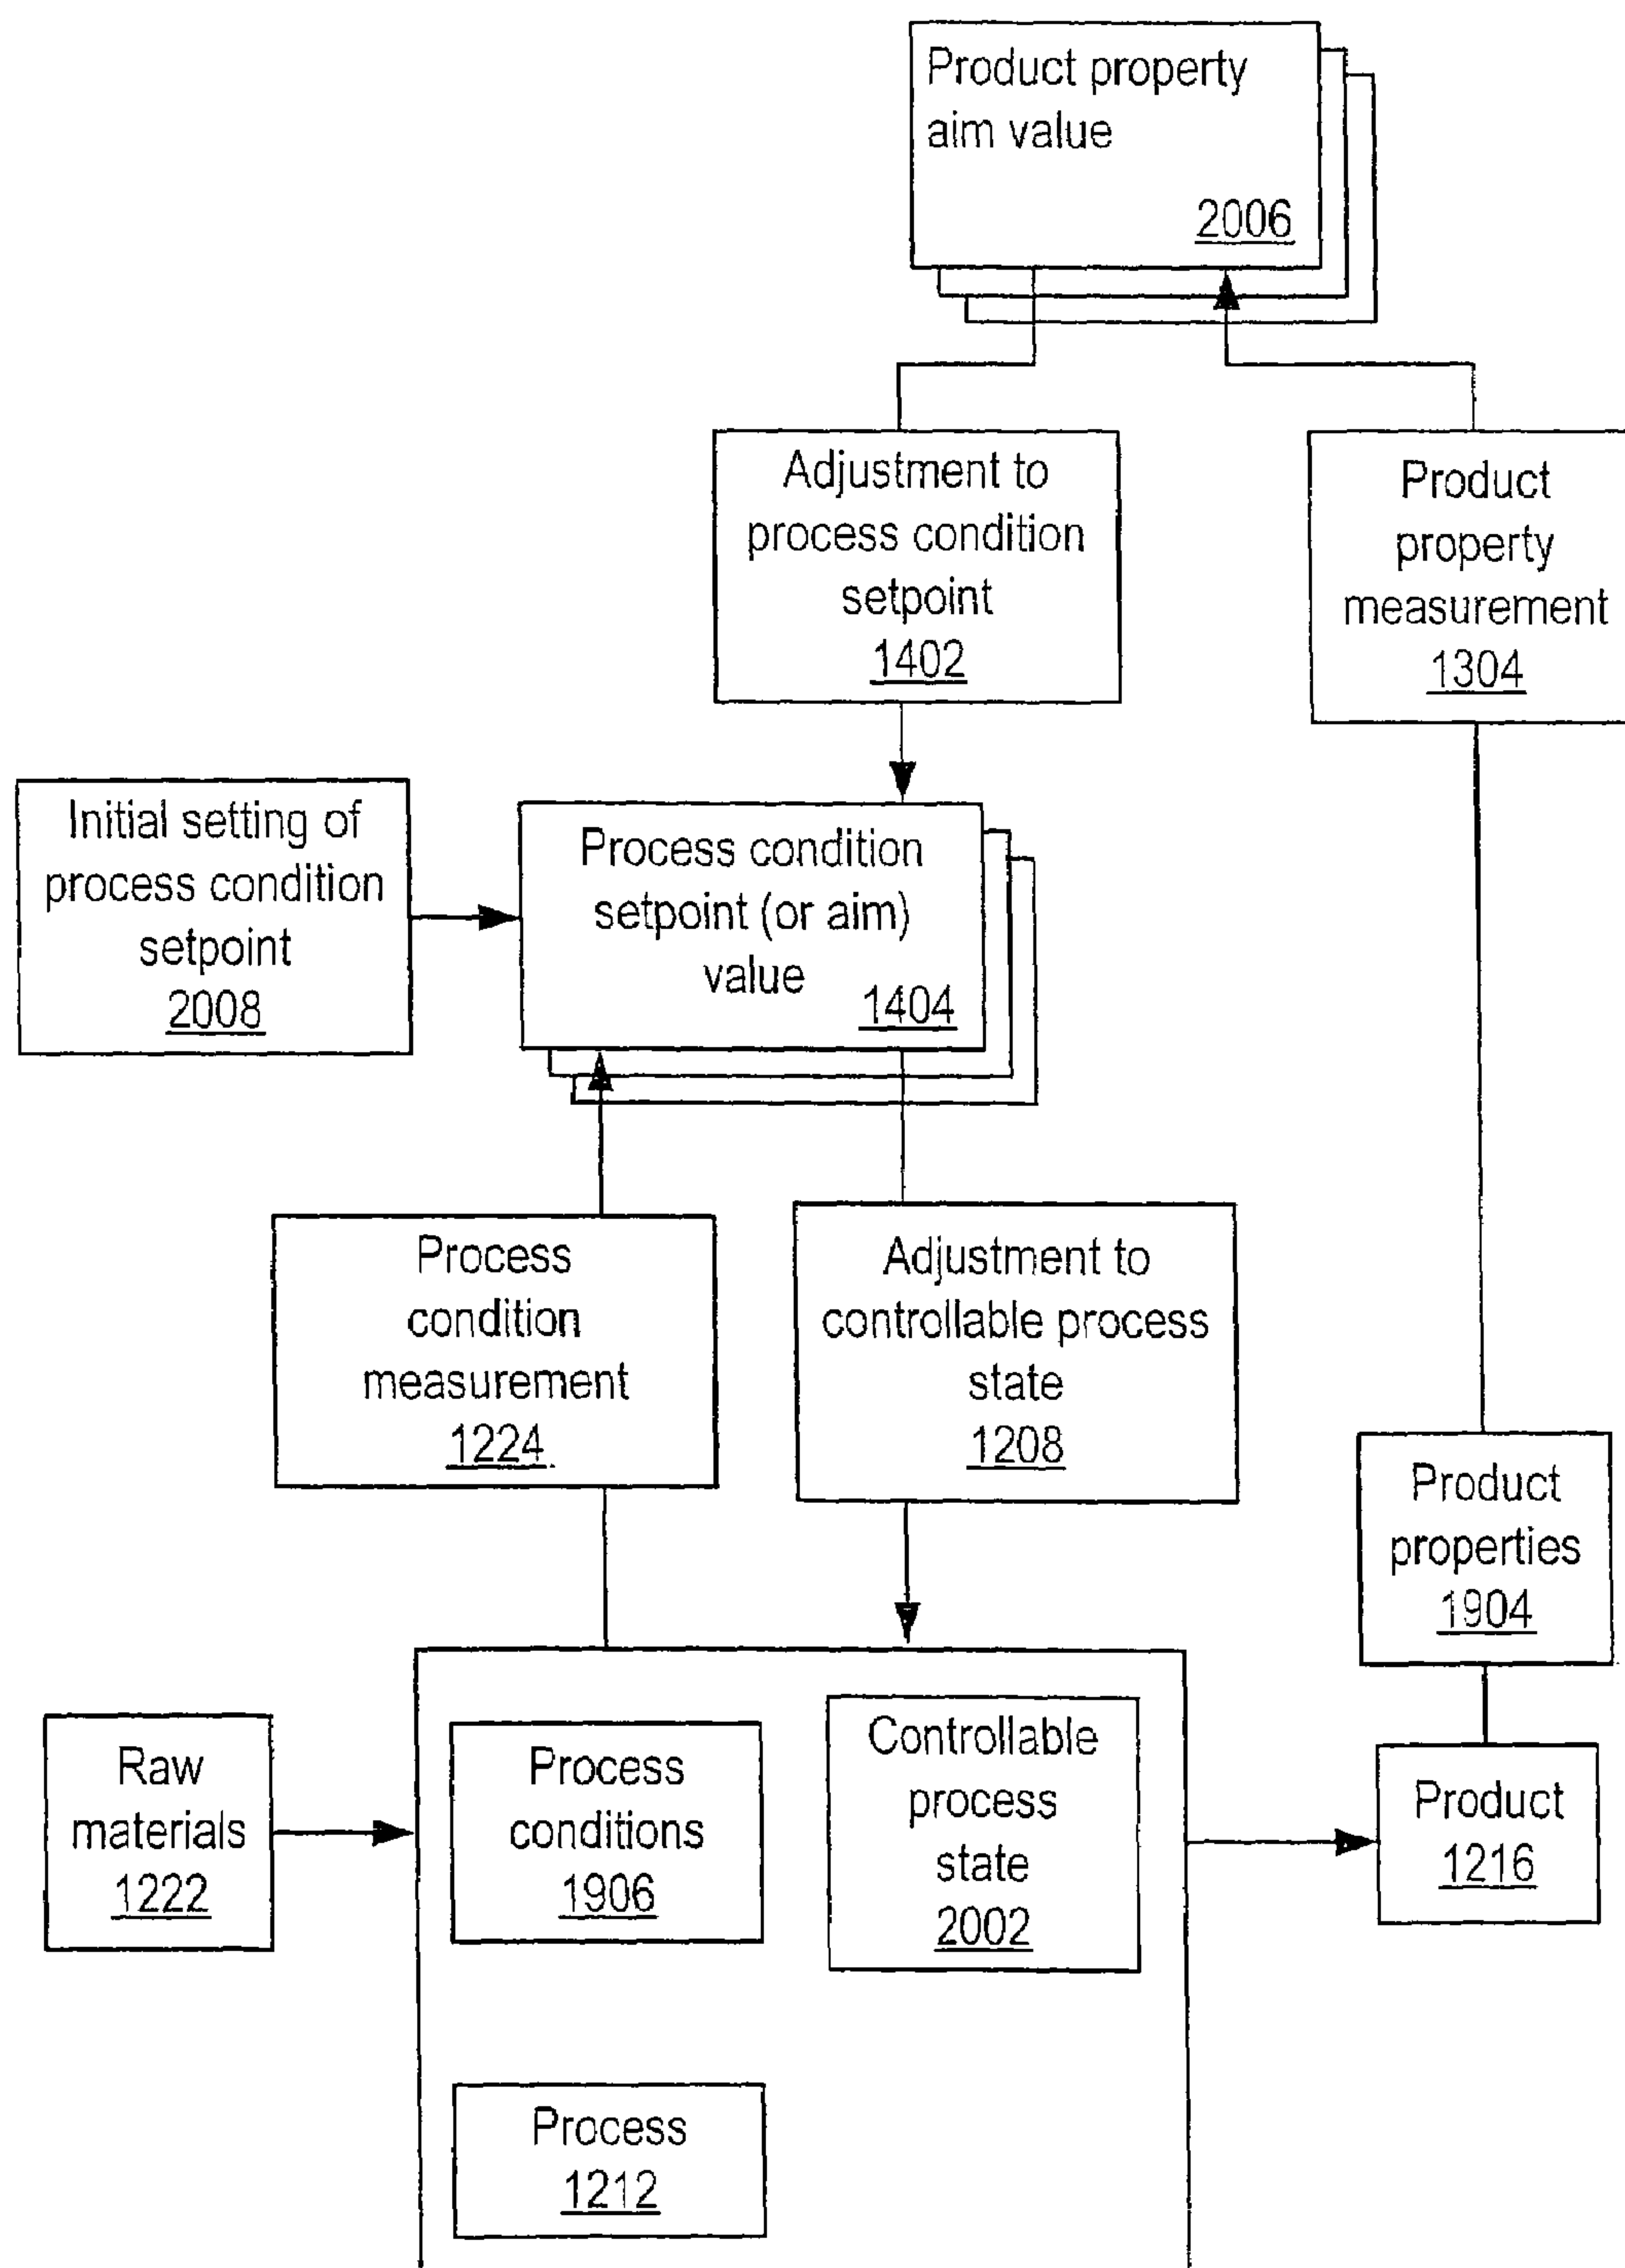 Product property
aim value
2006
Adjustment to
process condition
setpoint
1402
Product
property
measurement
1304
Initial setting of
process condition
setpoint
2008
Process condition
setpoint (or aim)
value
1404
Process
condition
measurement
1224
Adjustment to
controllable process
state
1208
Product
properties
1904
Raw
materials
1222
Process
conditions
1906
Controllable
process
state
2002
Product
1216
Process
1212